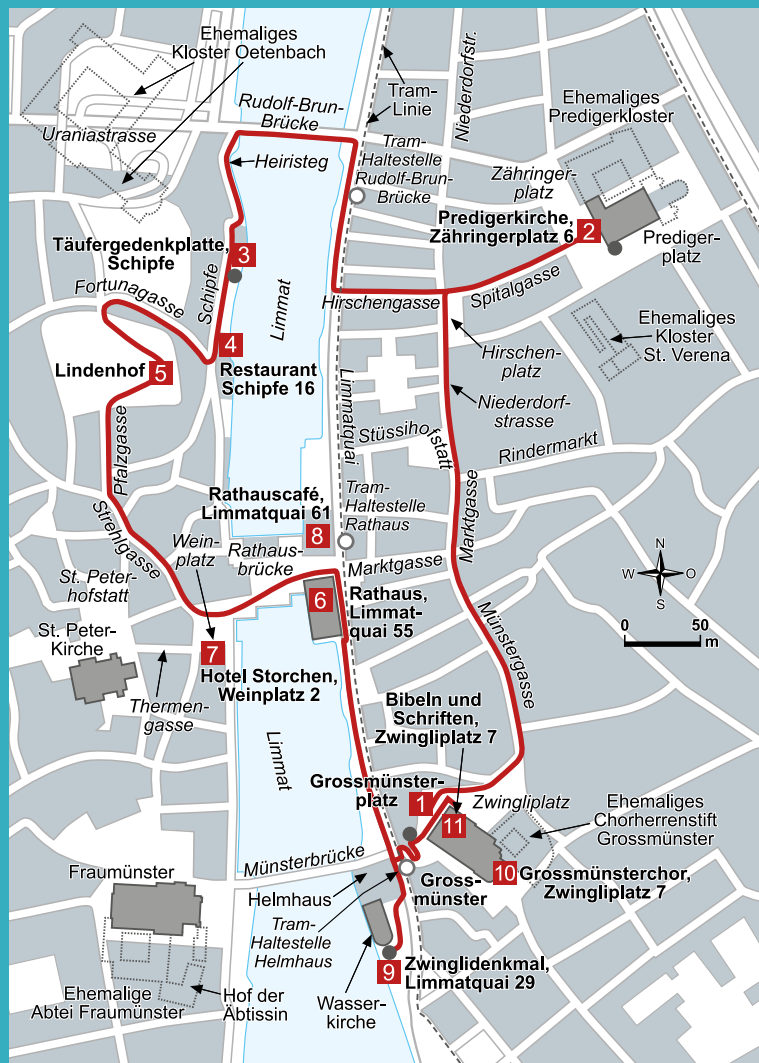 Ehemaliges
Kloster Oetenbach
Uraniastrasse
Rudolf-Brun-
Brücke
Heiristeg
Tram-
Linie
Niederdorfstr.
Tram-
Haltestelle
Rudolf-Brun-
Brücke
Ehemaliges
Predigerkloster
Zähringer-
platz
Predigerkirche,
Zähringerplatz 6
2
Prediger-
platz
Täufergedenkplatte,
Schipfe
3
Fortunagasse
Schipfe
Limmat
Hirschengasse
Spitalgasse
4
Restaurant
Schipfe 16
Lindenhof
5
Hirschen-
platz
Ehemaliges
Kloster
St. Verena
Niederdorf-
strasse
Limmatquai
Stüssihofstatt
Rindermarkt
Pfalzgasse
Strehlgasse
Rathauscafé,
Limmatquai 61
8
Tram-
Haltestelle
Rathaus
Marktgasse
Marktgasse
Wein-
platz
Rathaus-
brücke
St. Peter-
hofstatt
St. Peter-
Kirche
6
Rathaus,
Limmat-
quai 55
N
W
O
S
0
50
m
Münstergasse
7
Hotel Storchen,
Weinplatz 2
Thermen-
gasse
Limmat
Bibeln und
Schriften,
Zwingliplatz 7
Grossmünster-
platz
1
11
Zwingliplatz
Ehemaliges
Chorherrenstift
Grossmünster
Münsterbrücke
Fraumünster
Helmhaus
Gross-
münster
10
Grossmünsterchor,
Zwingliplatz 7
Tram-
Haltestelle
Helmhaus
9
Zwinglidenkmal,
Limmatquai 29
Wasser-
kirche
Ehemalige
Abtei Fraumünster
Hof der
Äbtissin